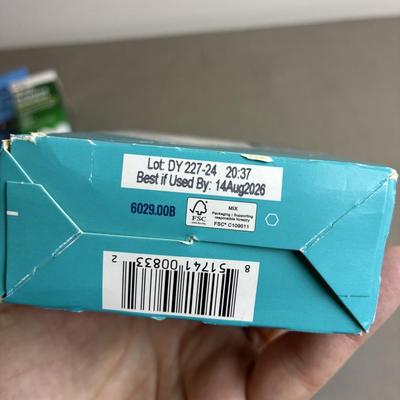 Lot: DY 227-24 20:37
Best if Used By: 14Aug2026
6029.00B
FSC
MIX
Packaging | Supporting
responsible forestry
FSC® C109011
8 51741 00833 2